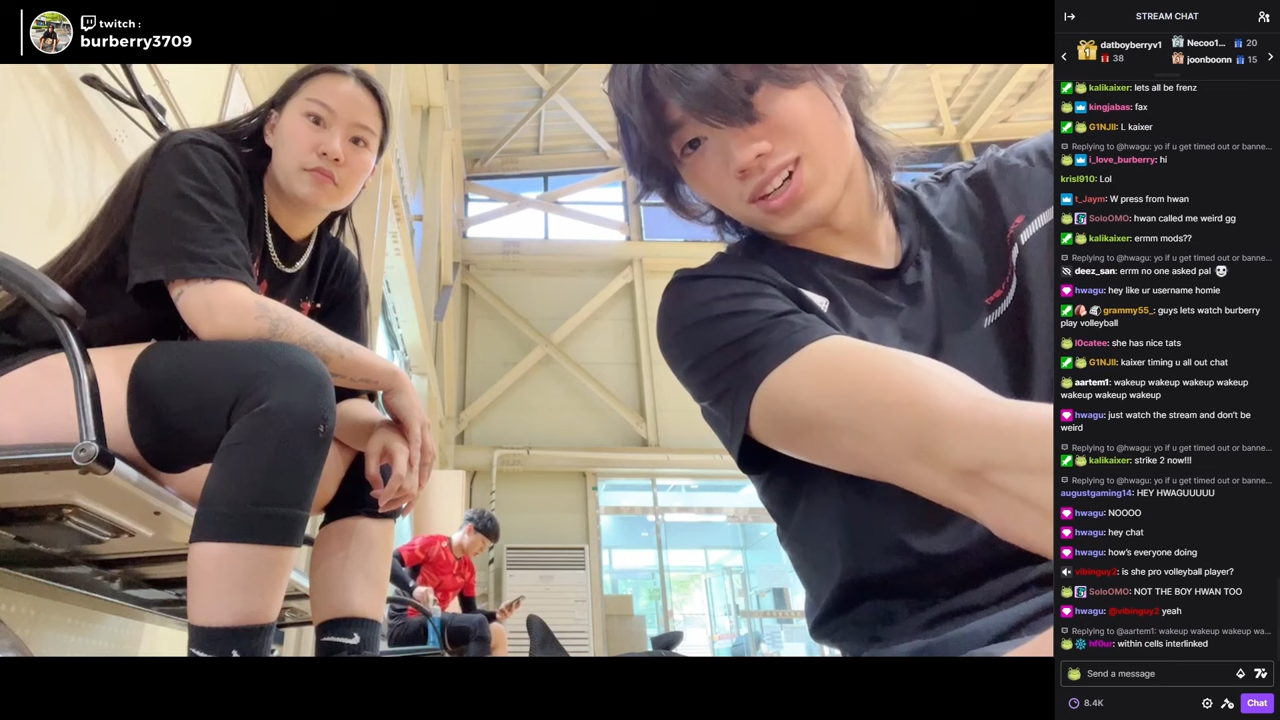 twitch :
burberry3709
STREAM CHAT
datboyberryv1
38
Necoo1... 20
joonboonn 15
kalikaixer: lets all be frenz
kingjabas: fax
G1NJII: L kaixer
Replying to @hwagu: yo if u get timed out or banne...
i_love_burberry: hi
krisl910: Lol
t_Jaym: W press from hwan
SoloOMO: hwan called me weird gg
kalikaixer: ermm mods??
Replying to @hwagu: yo if u get timed out or banne...
deez_san: errm no one asked pal
hwagu: hey like ur username homie
grammy55_: guys lets watch burberry
play volleyball
l0catee: she has nice tats
G1NJII: kaixer timing u all out chat
aartem1: wakeup wakeup wakeup wakeup
wakeup wakeup wakeup
hwagu: just watch the stream and don't be
weird
Replying to @hwagu: yo if u get timed out or banne...
kalikaixer: strike 2 now!!!
Replying to @hwagu: yo if u get timed out or banne...
augustgaming14: HEY HWAGUUUUU
hwagu: NOOOO
hwagu: hey chat
hwagu: how's everyone doing
vibinguy2: is she pro volleyball player?
SoloOMO: NOT THE BOY HWAN TOO
hwagu: @vibinguy2 yeah
Replying to @aartem1: wakeup wakeup wakeup wa...
hf0ur: within cells interlinked
Send a message
8.4K
Chat